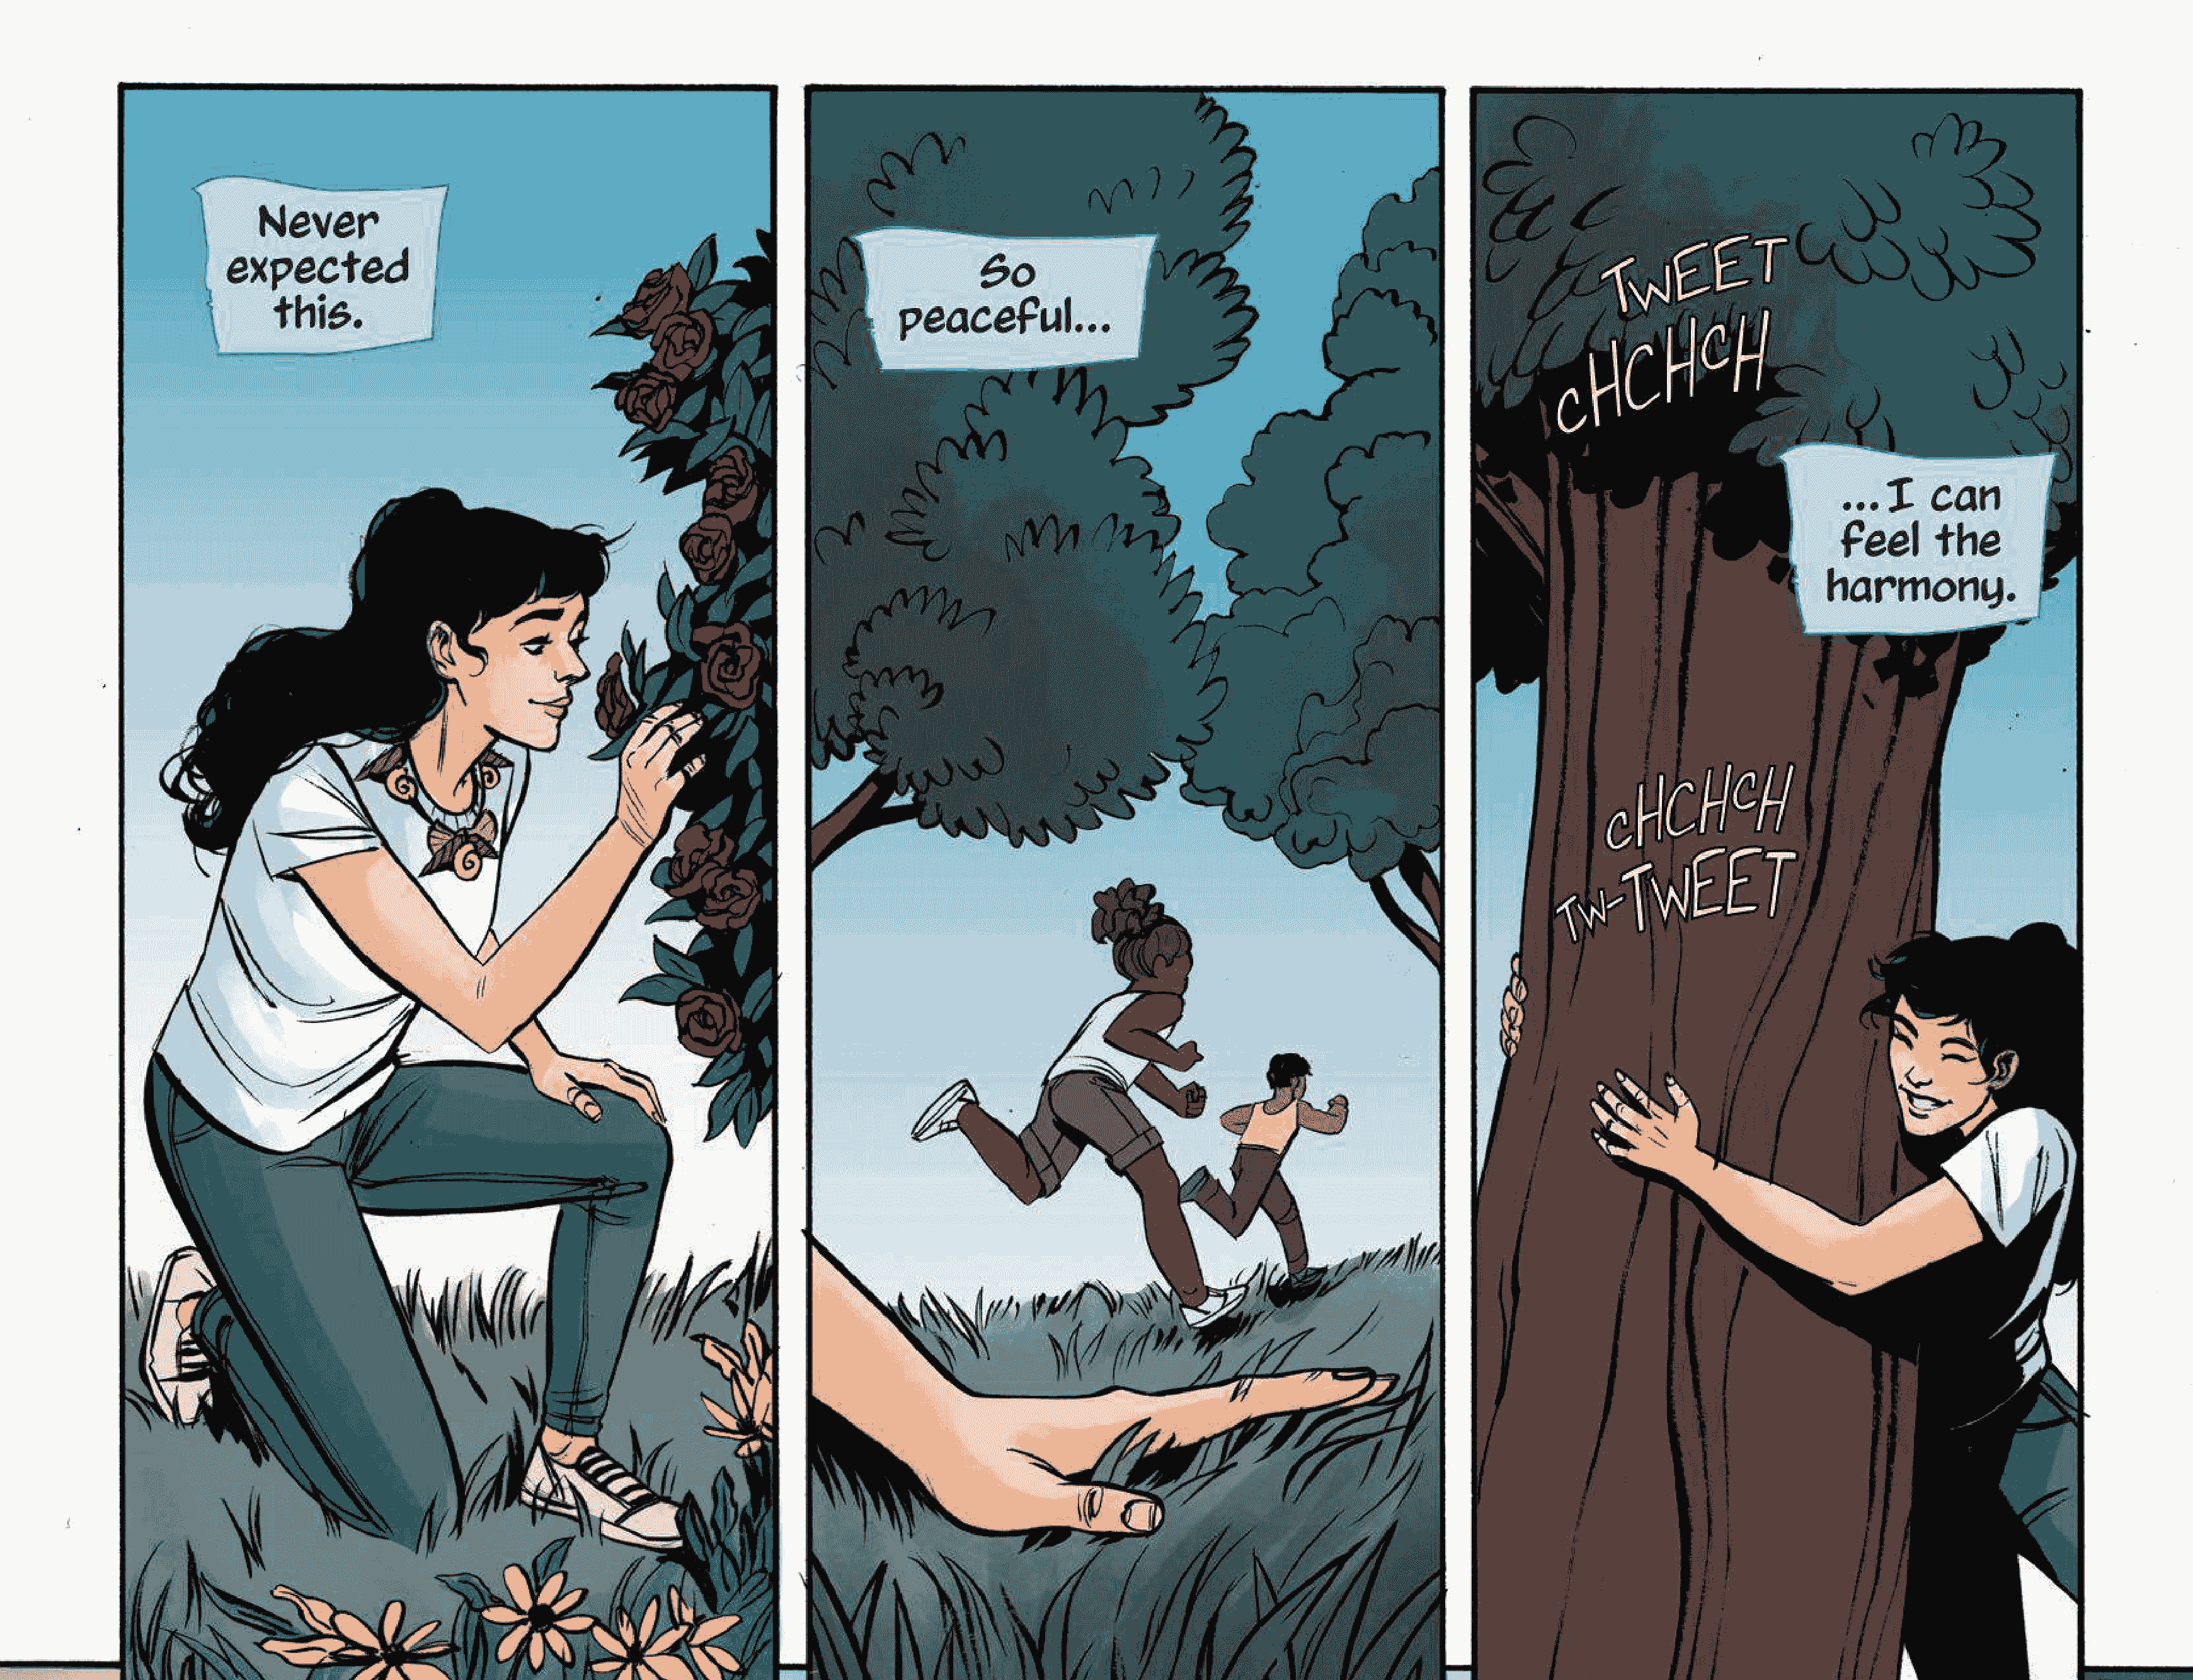 Never
expected
this.
So
peaceful...
TWEET
CHCHCH
...I can
feel the
harmony.
CHCHCH
TW-TWEET